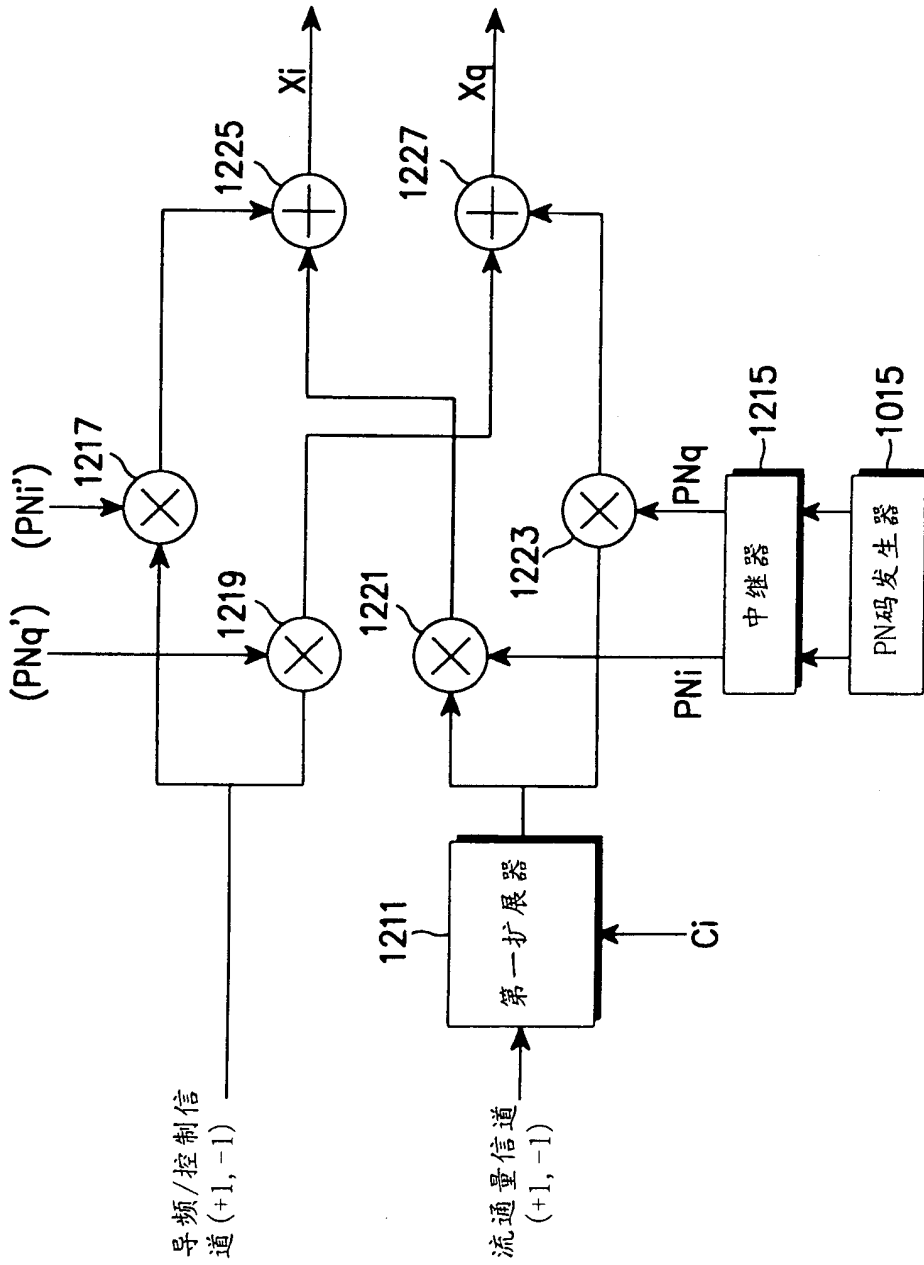 导频/控制信
道(+1,-1)
流通量信道
(+1,-1)
1211
第一扩展器
Ci
(PNq')
(PNi')
1217
1219
1221
1223
PNi
PNq
中继器
1215
PN码发生器
1015
1225
1227
Xi
Xq